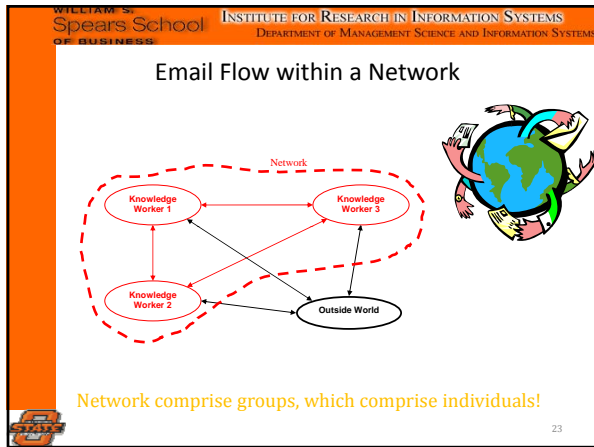 WILLIAM S.
Spears School
OF BUSINESS
INSTITUTE FOR RESEARCH IN INFORMATION SYSTEMS
DEPARTMENT OF MANAGEMENT SCIENCE AND INFORMATION SYSTEMS
Email Flow within a Network
Network
Knowledge
Worker 1
Knowledge
Worker 3
Knowledge
Worker 2
Outside World
Network comprise groups, which comprise individuals!
STATE
23